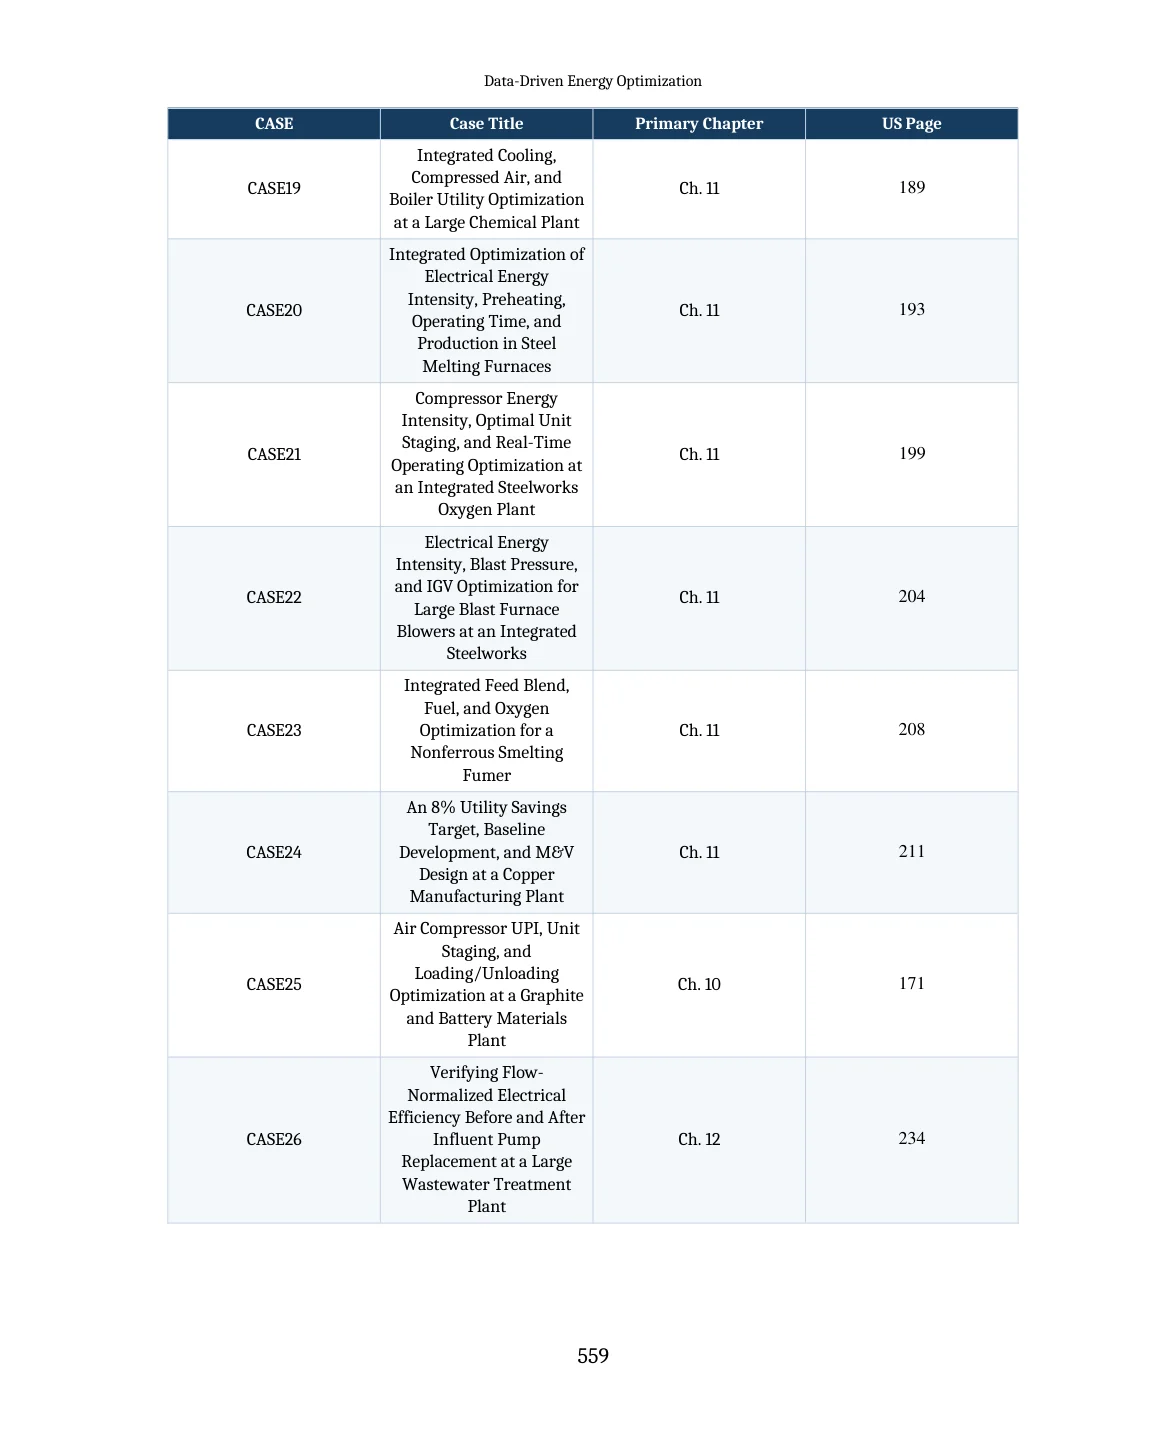 Data-Driven Energy Optimization
CASE
Case Title
Primary Chapter
US Page
CASE19
Integrated Cooling,
Compressed Air, and
Boiler Utility Optimization
at a Large Chemical Plant
Ch. 11
189
CASE20
Integrated Optimization of
Electrical Energy
Intensity, Preheating,
Operating Time, and
Production in Steel
Melting Furnaces
Ch. 11
193
CASE21
Compressor Energy
Intensity, Optimal Unit
Staging, and Real-Time
Operating Optimization at
an Integrated Steelworks
Oxygen Plant
Ch. 11
199
CASE22
Electrical Energy
Intensity, Blast Pressure,
and IGV Optimization for
Large Blast Furnace
Blowers at an Integrated
Steelworks
Ch. 11
204
CASE23
Integrated Feed Blend,
Fuel, and Oxygen
Optimization for a
Nonferrous Smelting
Fumer
Ch. 11
208
CASE24
An 8% Utility Savings
Target, Baseline
Development, and M&V
Design at a Copper
Manufacturing Plant
Ch. 11
211
CASE25
Air Compressor UPI, Unit
Staging, and
Loading/Unloading
Optimization at a Graphite
and Battery Materials
Plant
Ch. 10
171
CASE26
Verifying Flow-
Normalized Electrical
Efficiency Before and After
Influent Pump
Replacement at a Large
Wastewater Treatment
Plant
Ch. 12
234
559